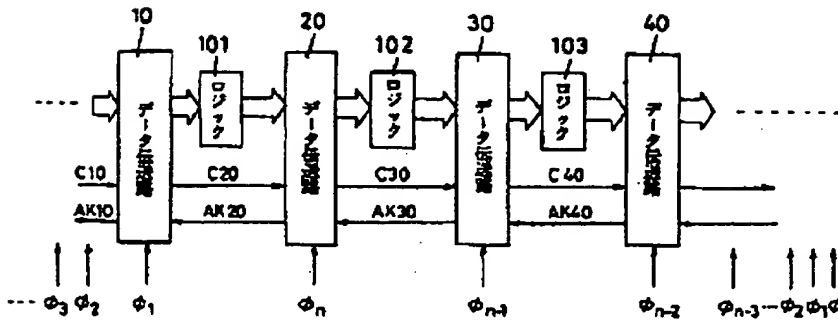 10
101
20
102
30
103
40
ロジック
ロジック
ロジック
データ伝送路
データ伝送路
データ伝送路
データ伝送路
C10
C20
C30
C40
AK10
AK20
AK30
AK40
ϕ3
ϕ2
ϕ1
ϕn
ϕn-1
ϕn-2
ϕn-3
ϕ2
ϕ1